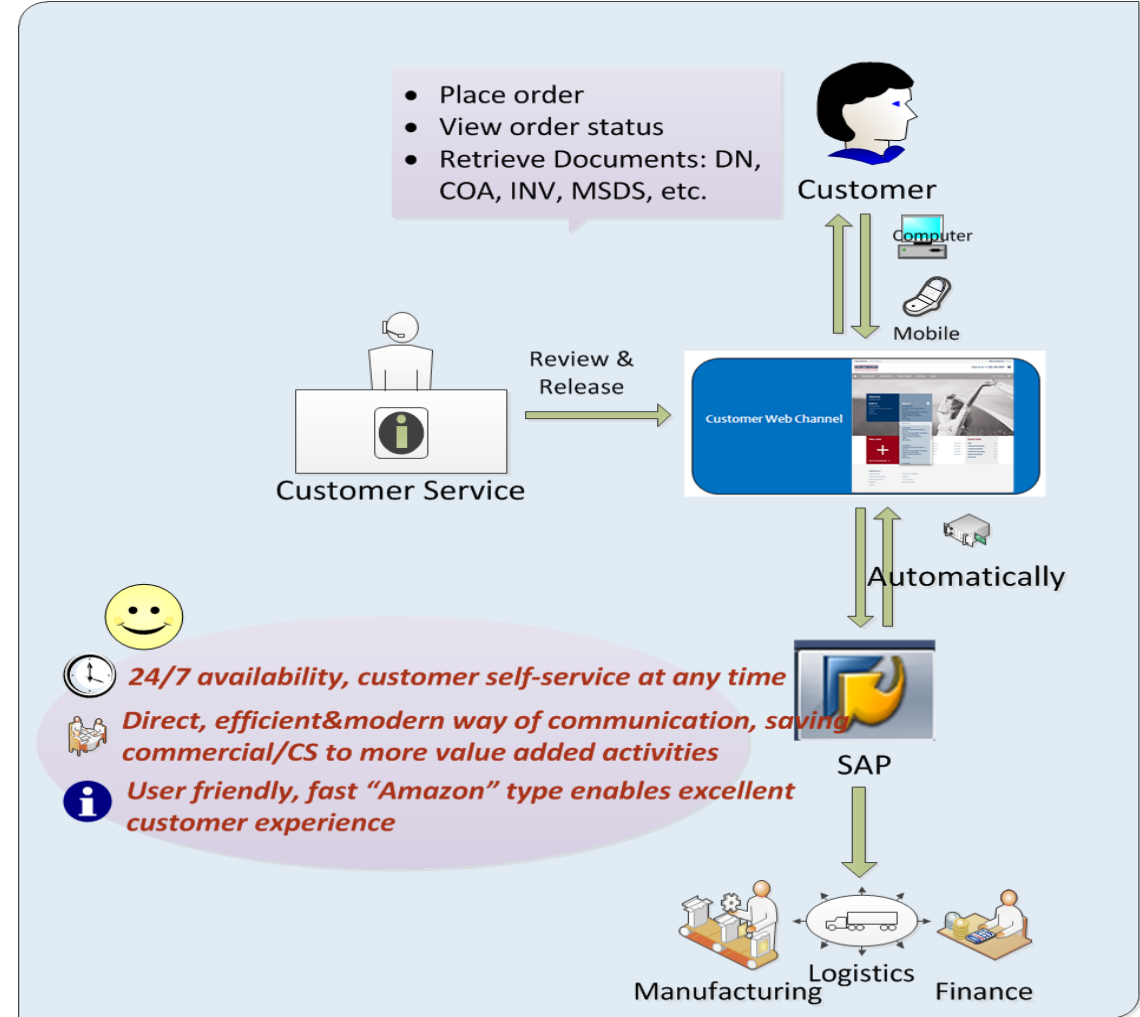 • Place order
• View order status
• Retrieve Documents: DN,
COA, INV, MSDS, etc.
Customer
Computer
Mobile
Review &
Release
Customer Web Channel
Customer Service
Automatically
24/7 availability, customer self-service at any time
Direct, efficient&modern way of communication, saving
commercial/CS to more value added activities
User friendly, fast “Amazon” type enables excellent
customer experience
SAP
Manufacturing
Logistics
Finance